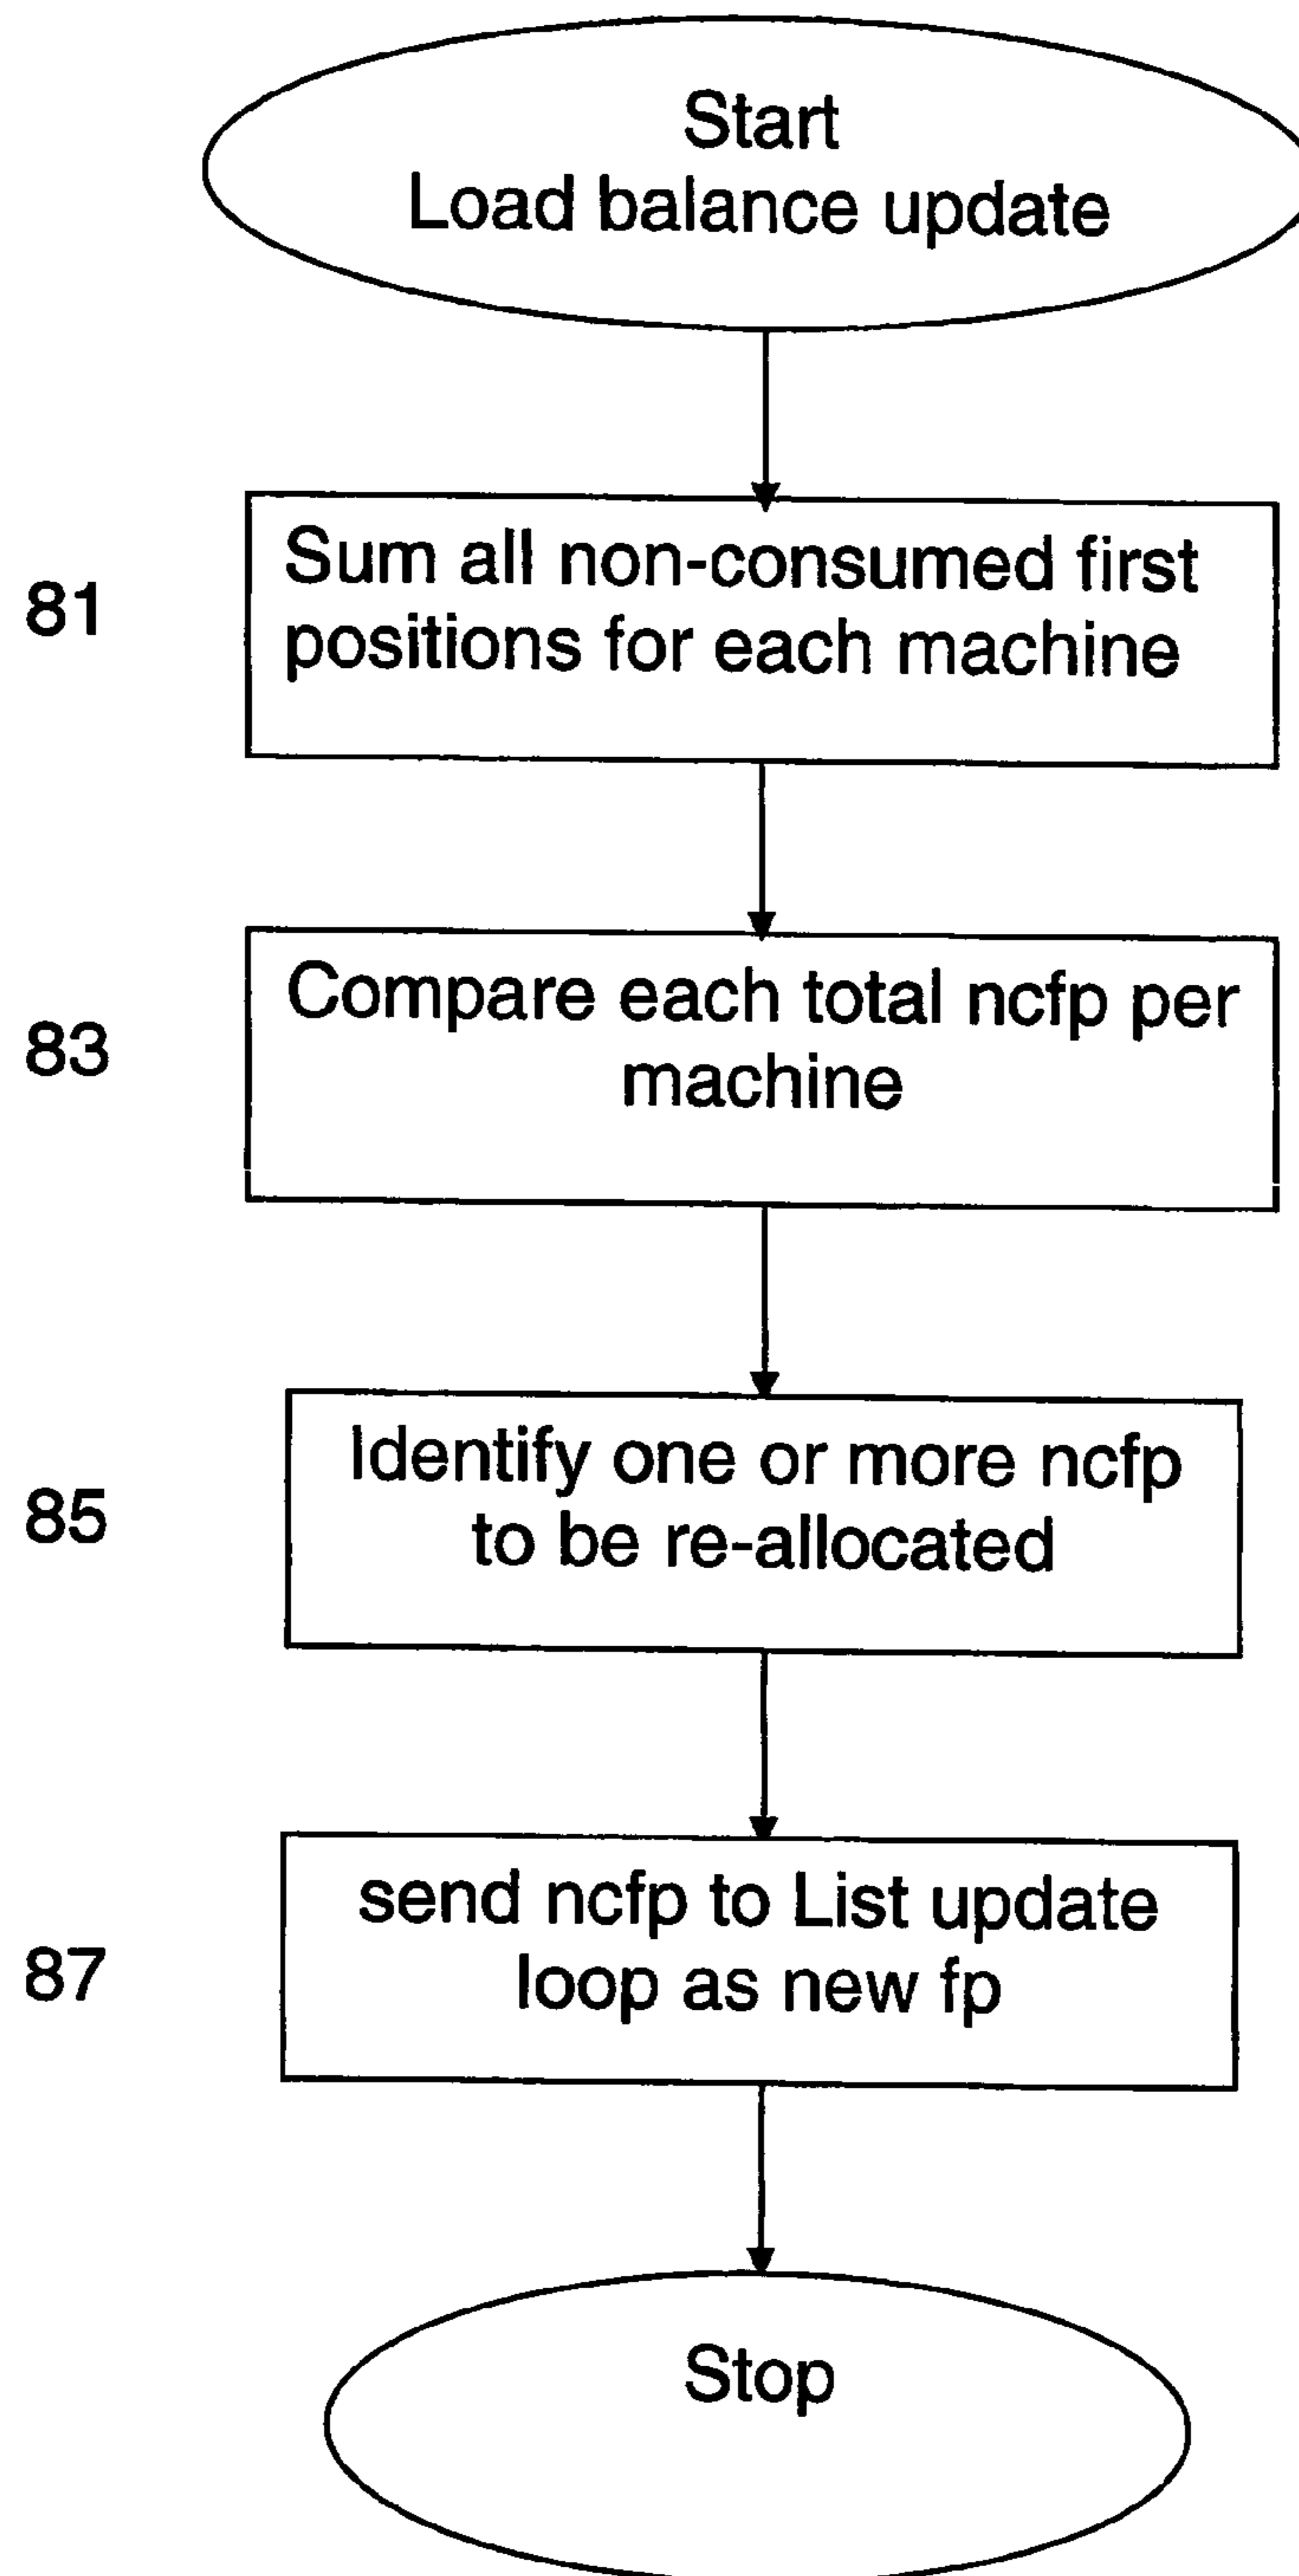 Start
Load balance update
81
Sum all non-consumed first
positions for each machine
83
Compare each total ncfp per
machine
85
Identify one or more ncfp
to be re-allocated
87
send ncfp to List update
loop as new fp
Stop